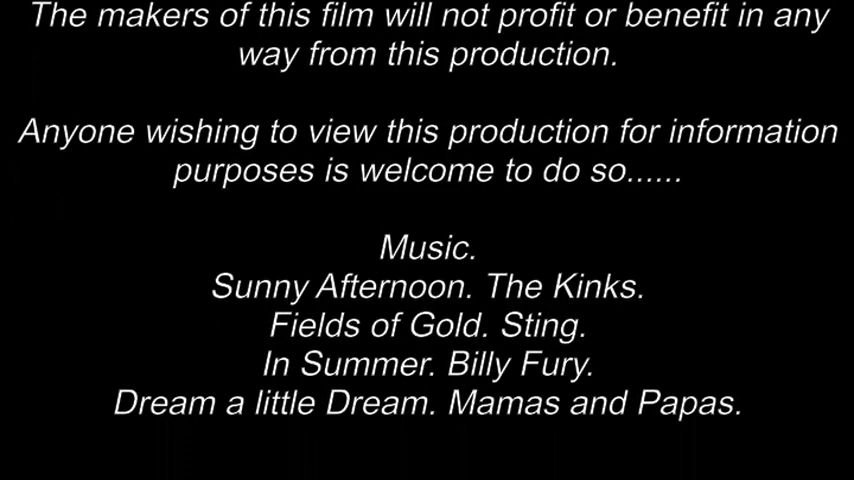 The makers of this film will not profit or benefit in any
way from this production.
Anyone wishing to view this production for information
purposes is welcome to do so......
Music.
Sunny Afternoon. The Kinks.
Fields of Gold. Sting.
In Summer. Billy Fury.
Dream a little Dream. Mamas and Papas.